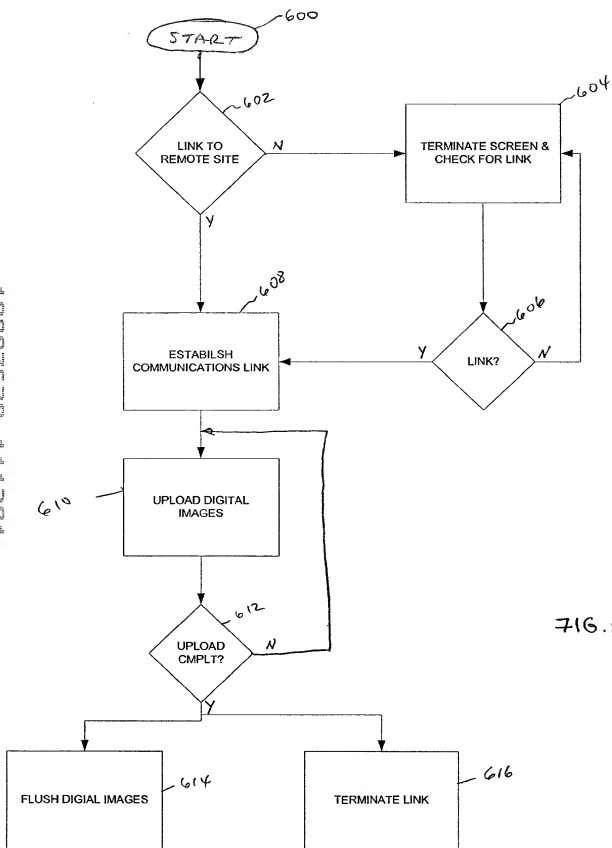 START
600
602
LINK TO
REMOTE SITE
N
Y
604
TERMINATE SCREEN &
CHECK FOR LINK
606
LINK?
Y
N
608
ESTABILSH
COMMUNICATIONS LINK
610
UPLOAD DIGITAL
IMAGES
612
UPLOAD
CMPLT?
N
Y
FIG.
FLUSH DIGIAL IMAGES
614
TERMINATE LINK
616